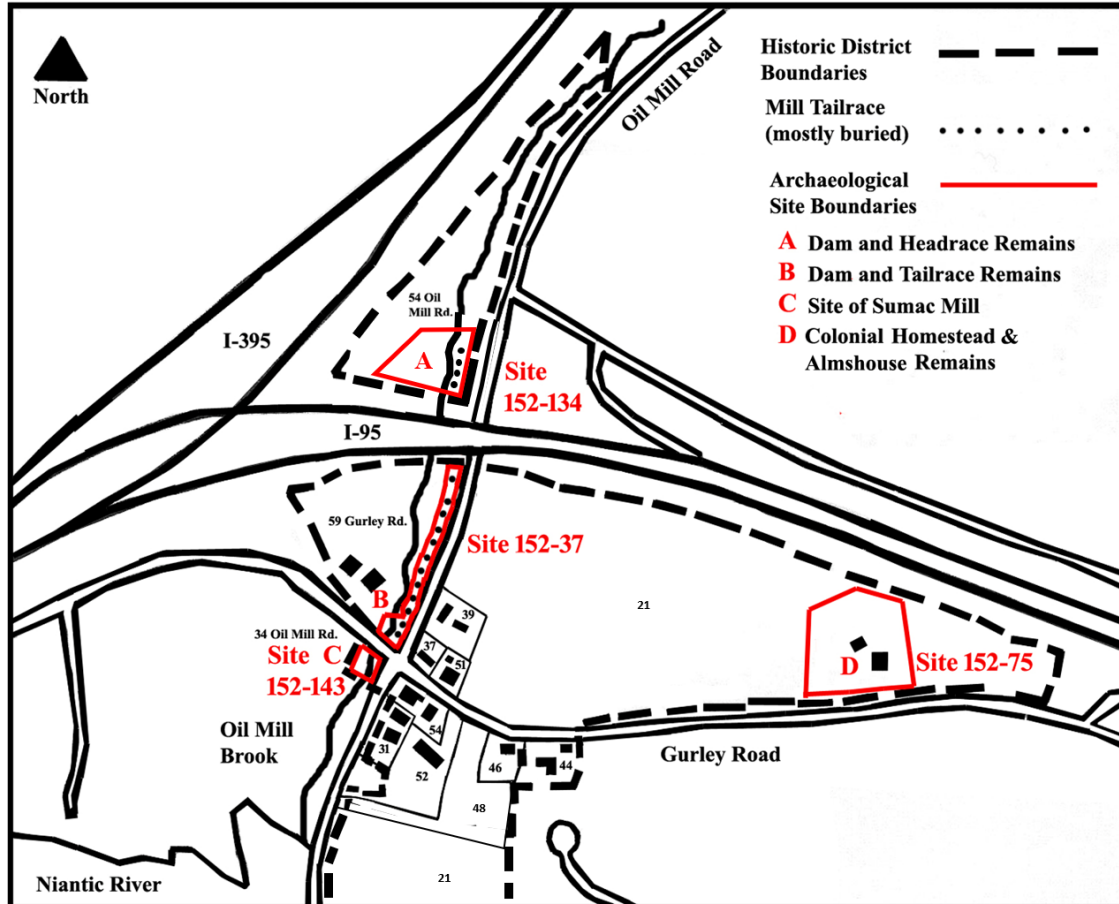 North
Oil Mill Road
Historic District
Boundaries
Mill Tailrace
(mostly buried)
Archaeological
Site Boundaries
A Dam and Headrace Remains
B Dam and Tailrace Remains
C Site of Sumac Mill
D Colonial Homestead &
Almshouse Remains
54 Oil
Mill Rd.
I-395
A
Site
152-134
I-95
59 Gurley Rd.
Site 152-37
B
39
21
34 Oil Mill Rd.
Site C
152-143
37
51
D
Site 152-75
Oil Mill
Brook
54
31
52
46
44
Gurley Road
48
Niantic River
21